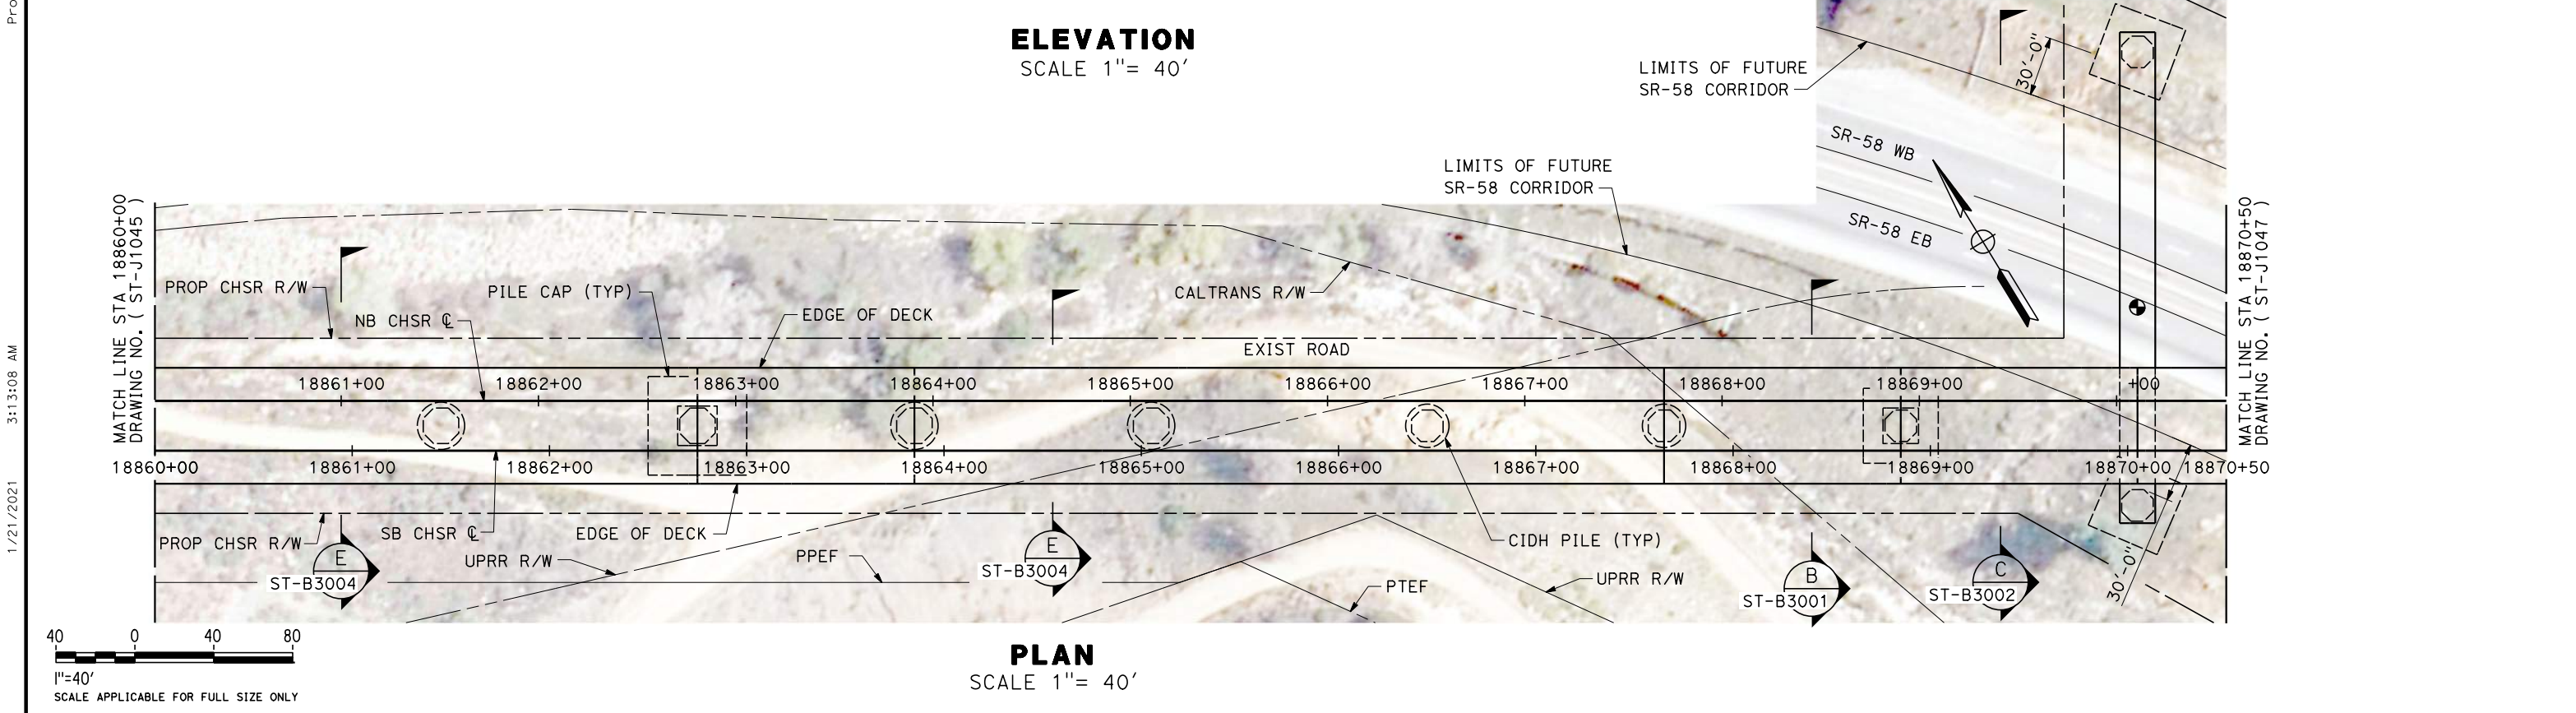 Pro
3:13:08 AM
1/21/2021
ELEVATION
SCALE 1"= 40'
LIMITS OF FUTURE
SR-58 CORRIDOR
30'-0"
SR-58 WB
SR-58 EB
LIMITS OF FUTURE
SR-58 CORRIDOR
MATCH LINE STA 18860+00
DRAWING NO. ( ST-J1045 )
MATCH LINE STA 18870+50
DRAWING NO. ( ST-J1047 )
PROP CHSR R/W
PILE CAP (TYP)
CALTRANS R/W
NB CHSR ℄
EDGE OF DECK
EXIST ROAD
18861+00 18862+00 18863+00 18864+00 18865+00 18866+00 18867+00 18868+00 18869+00 +00
18860+00 18861+00 18862+00 18863+00 18864+00 18865+00 18866+00 18867+00 18868+00 18869+00 18870+00 18870+50
PROP CHSR R/W
SB CHSR ℄
EDGE OF DECK
CIDH PILE (TYP)
UPRR R/W
PPEF
E
ST-B3004
E
ST-B3004
PTEF
UPRR R/W
B
ST-B3001
C
ST-B3002
30'-0"
40 0 40 80
1"=40'
SCALE APPLICABLE FOR FULL SIZE ONLY
PLAN
SCALE 1"= 40'